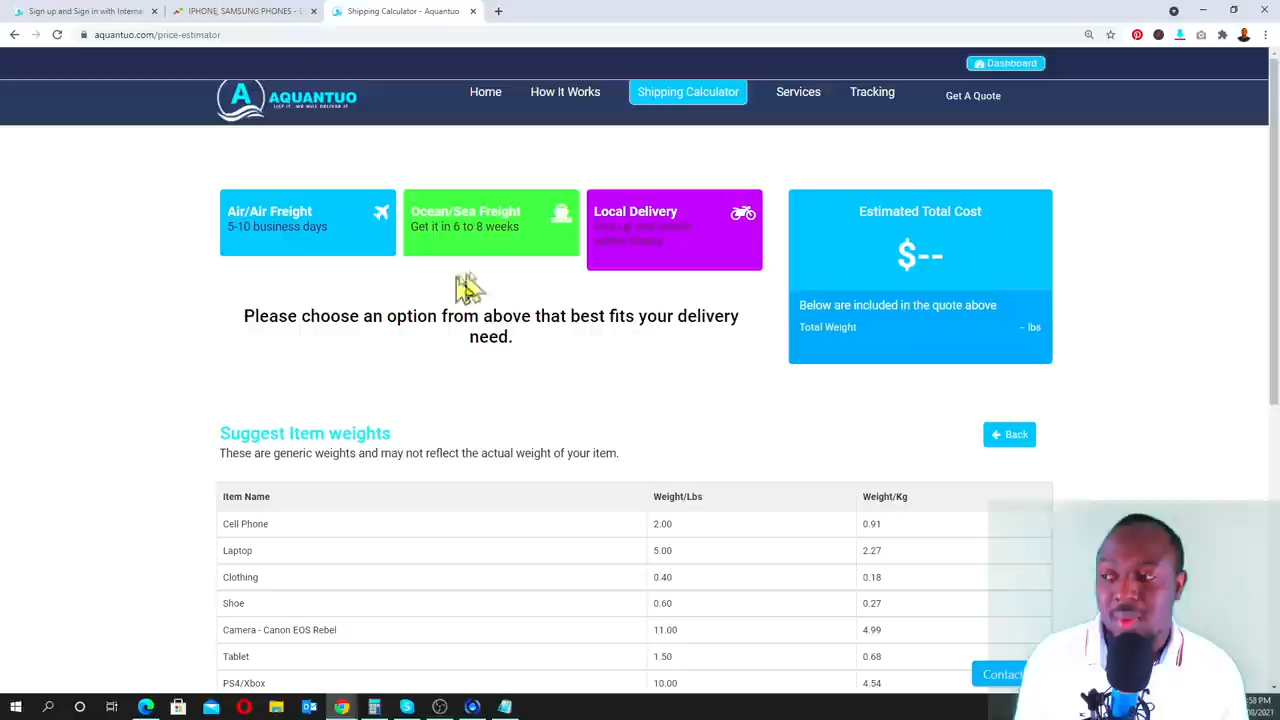 Sign up and Sign in with Interna
IPHONE, SAMSUNG PHONES - 
Shipping Calculator - Aquantuo
aquantuo.com/price-estimator
Dashboard
A AQUANTUO
Home
How It Works
Shipping Calculator
Services
Tracking
Get A Quote
Air/Air Freight
5-10 business days
Ocean/Sea Freight
Get it in 6 to 8 weeks
Local Delivery
Estimated Total Cost
$--
Below are included in the quote above
Total Weight -- lbs
Please choose an option from above that best fits your delivery
need.
Suggest Item weights
Back
These are generic weights and may not reflect the actual weight of your item.
Item Name Weight/Lbs Weight/Kg
Cell Phone 2.00 0.91
Laptop 5.00 2.27
Clothing 0.40 0.18
Shoe 0.60 0.27
Camera - Canon EOS Rebel 11.00 4.99
Tablet 1.50 0.68
PS4/Xbox 10.00 4.54
Contac